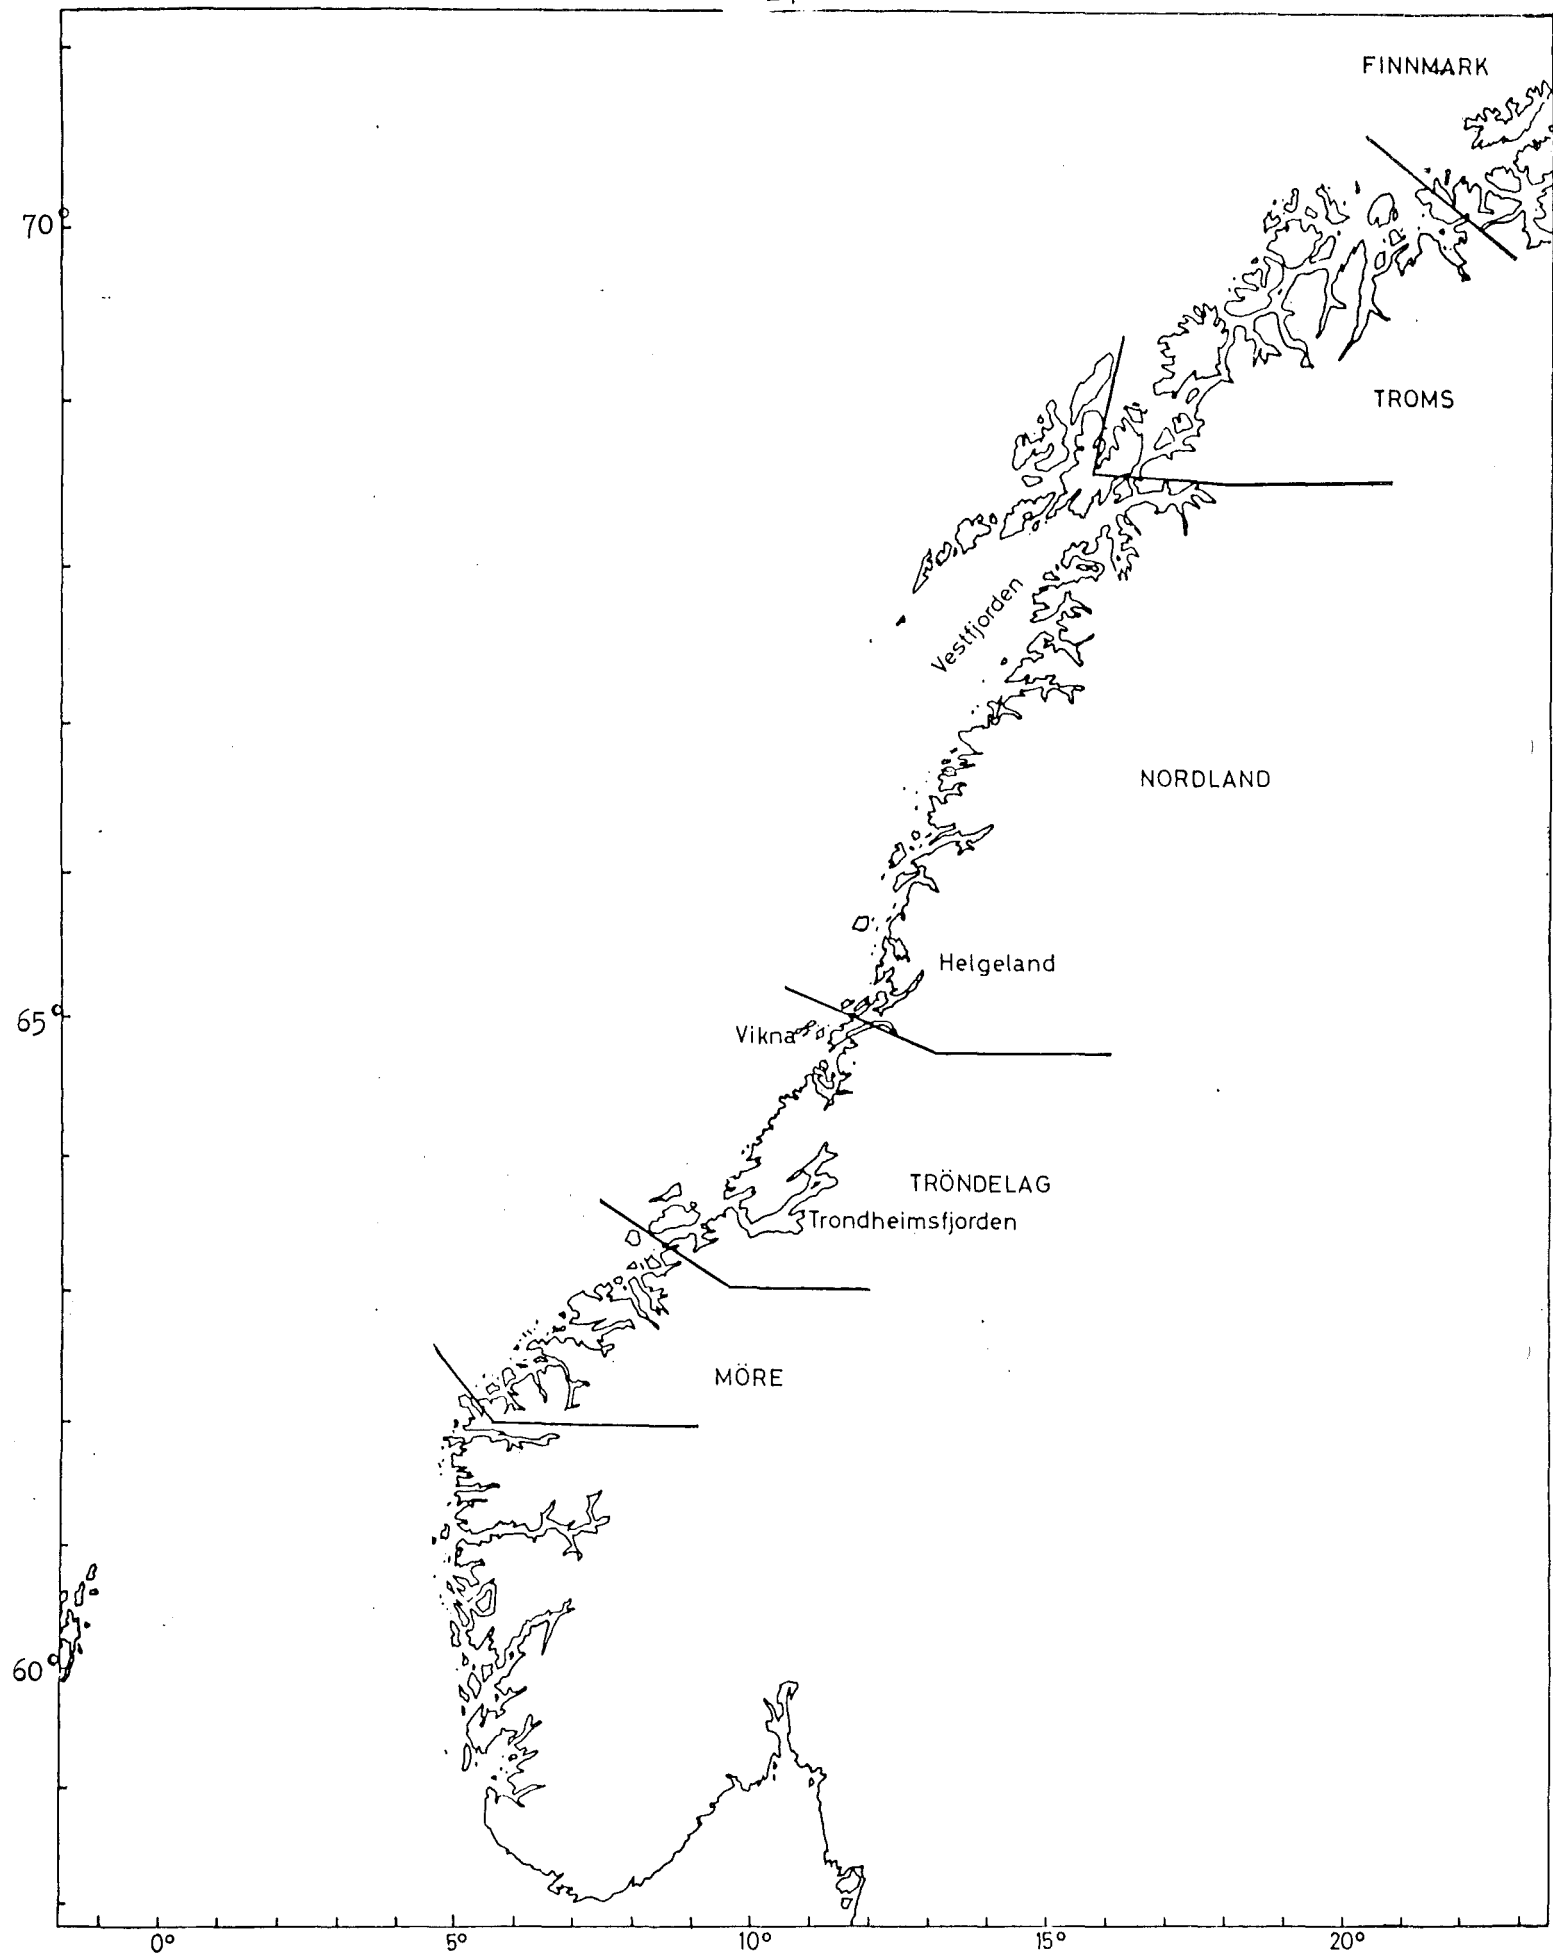 FINNMARK
70°
TROMS
Vestfjorden
NORDLAND
Helgeland
65°
Vikna
TRÖNDELAG
Trondheimsfjorden
MÖRE
60°
0° 5° 10° 15° 20°